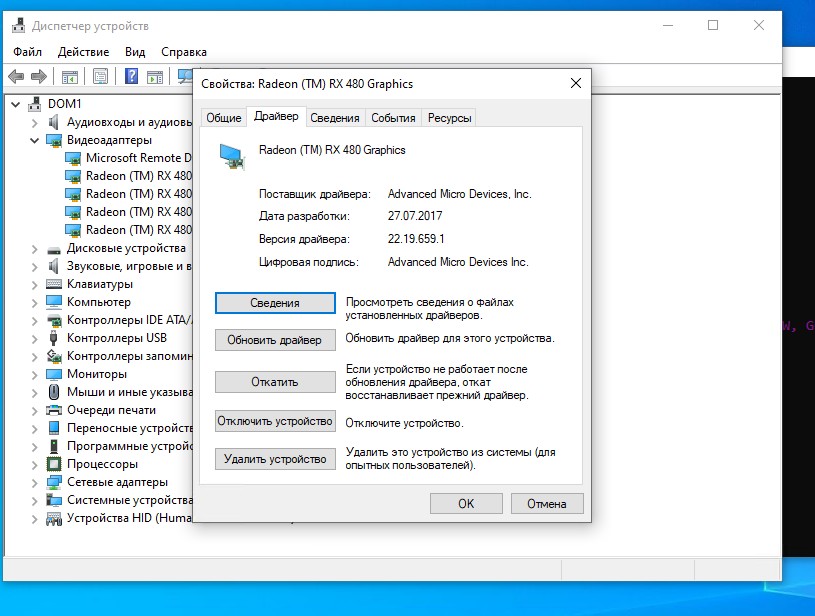 Диспетчер устройств
Файл Действие Вид Справка
DOM1
Аудиовходы и аудиовы
Видеоадаптеры
Microsoft Remote D
Radeon (TM) RX 480
Radeon (TM) RX 480
Radeon (TM) RX 480
Radeon (TM) RX 480
Дисковые устройства
Звуковые, игровые и в
Клавиатуры
Компьютер
Контроллеры IDE ATA/
Контроллеры USB
Контроллеры запомин
Мониторы
Мыши и иные указыва
Очереди печати
Переносные устройств
Программные устройс
Процессоры
Сетевые адаптеры
Системные устройства
Устройства HID (Huma
Свойства: Radeon (TM) RX 480 Graphics
Общие Драйвер Сведения События Ресурсы
Radeon (TM) RX 480 Graphics
Поставщик драйвера: Advanced Micro Devices, Inc.
Дата разработки: 27.07.2017
Версия драйвера: 22.19.659.1
Цифровая подпись: Advanced Micro Devices Inc.
Сведения
Просмотреть сведения о файлах
установленных драйверов.
Обновить драйвер
Обновить драйвер для этого устройства.
Откатить
Если устройство не работает после
обновления драйвера, откат
восстанавливает прежний драйвер.
Отключить устройство
Отключите устройство.
Удалить устройство
Удалить это устройство из системы (для
опытных пользователей).
OK Отмена
W, G